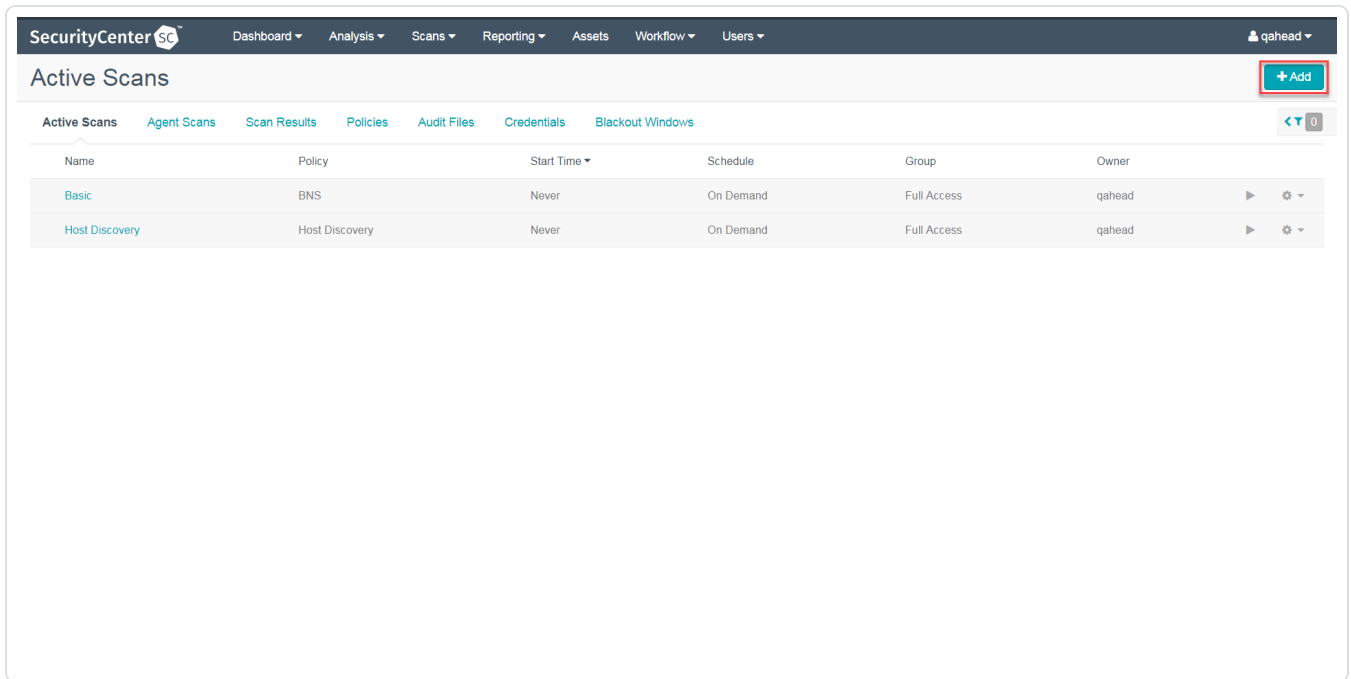 SecurityCenter SC™ Dashboard Analysis Scans Reporting Assets Workflow Users qahead
Active Scans + Add
Active Scans Agent Scans Scan Results Policies Audit Files Credentials Blackout Windows 0
Name Policy Start Time Schedule Group Owner
Basic BNS Never On Demand Full Access qahead
Host Discovery Host Discovery Never On Demand Full Access qahead